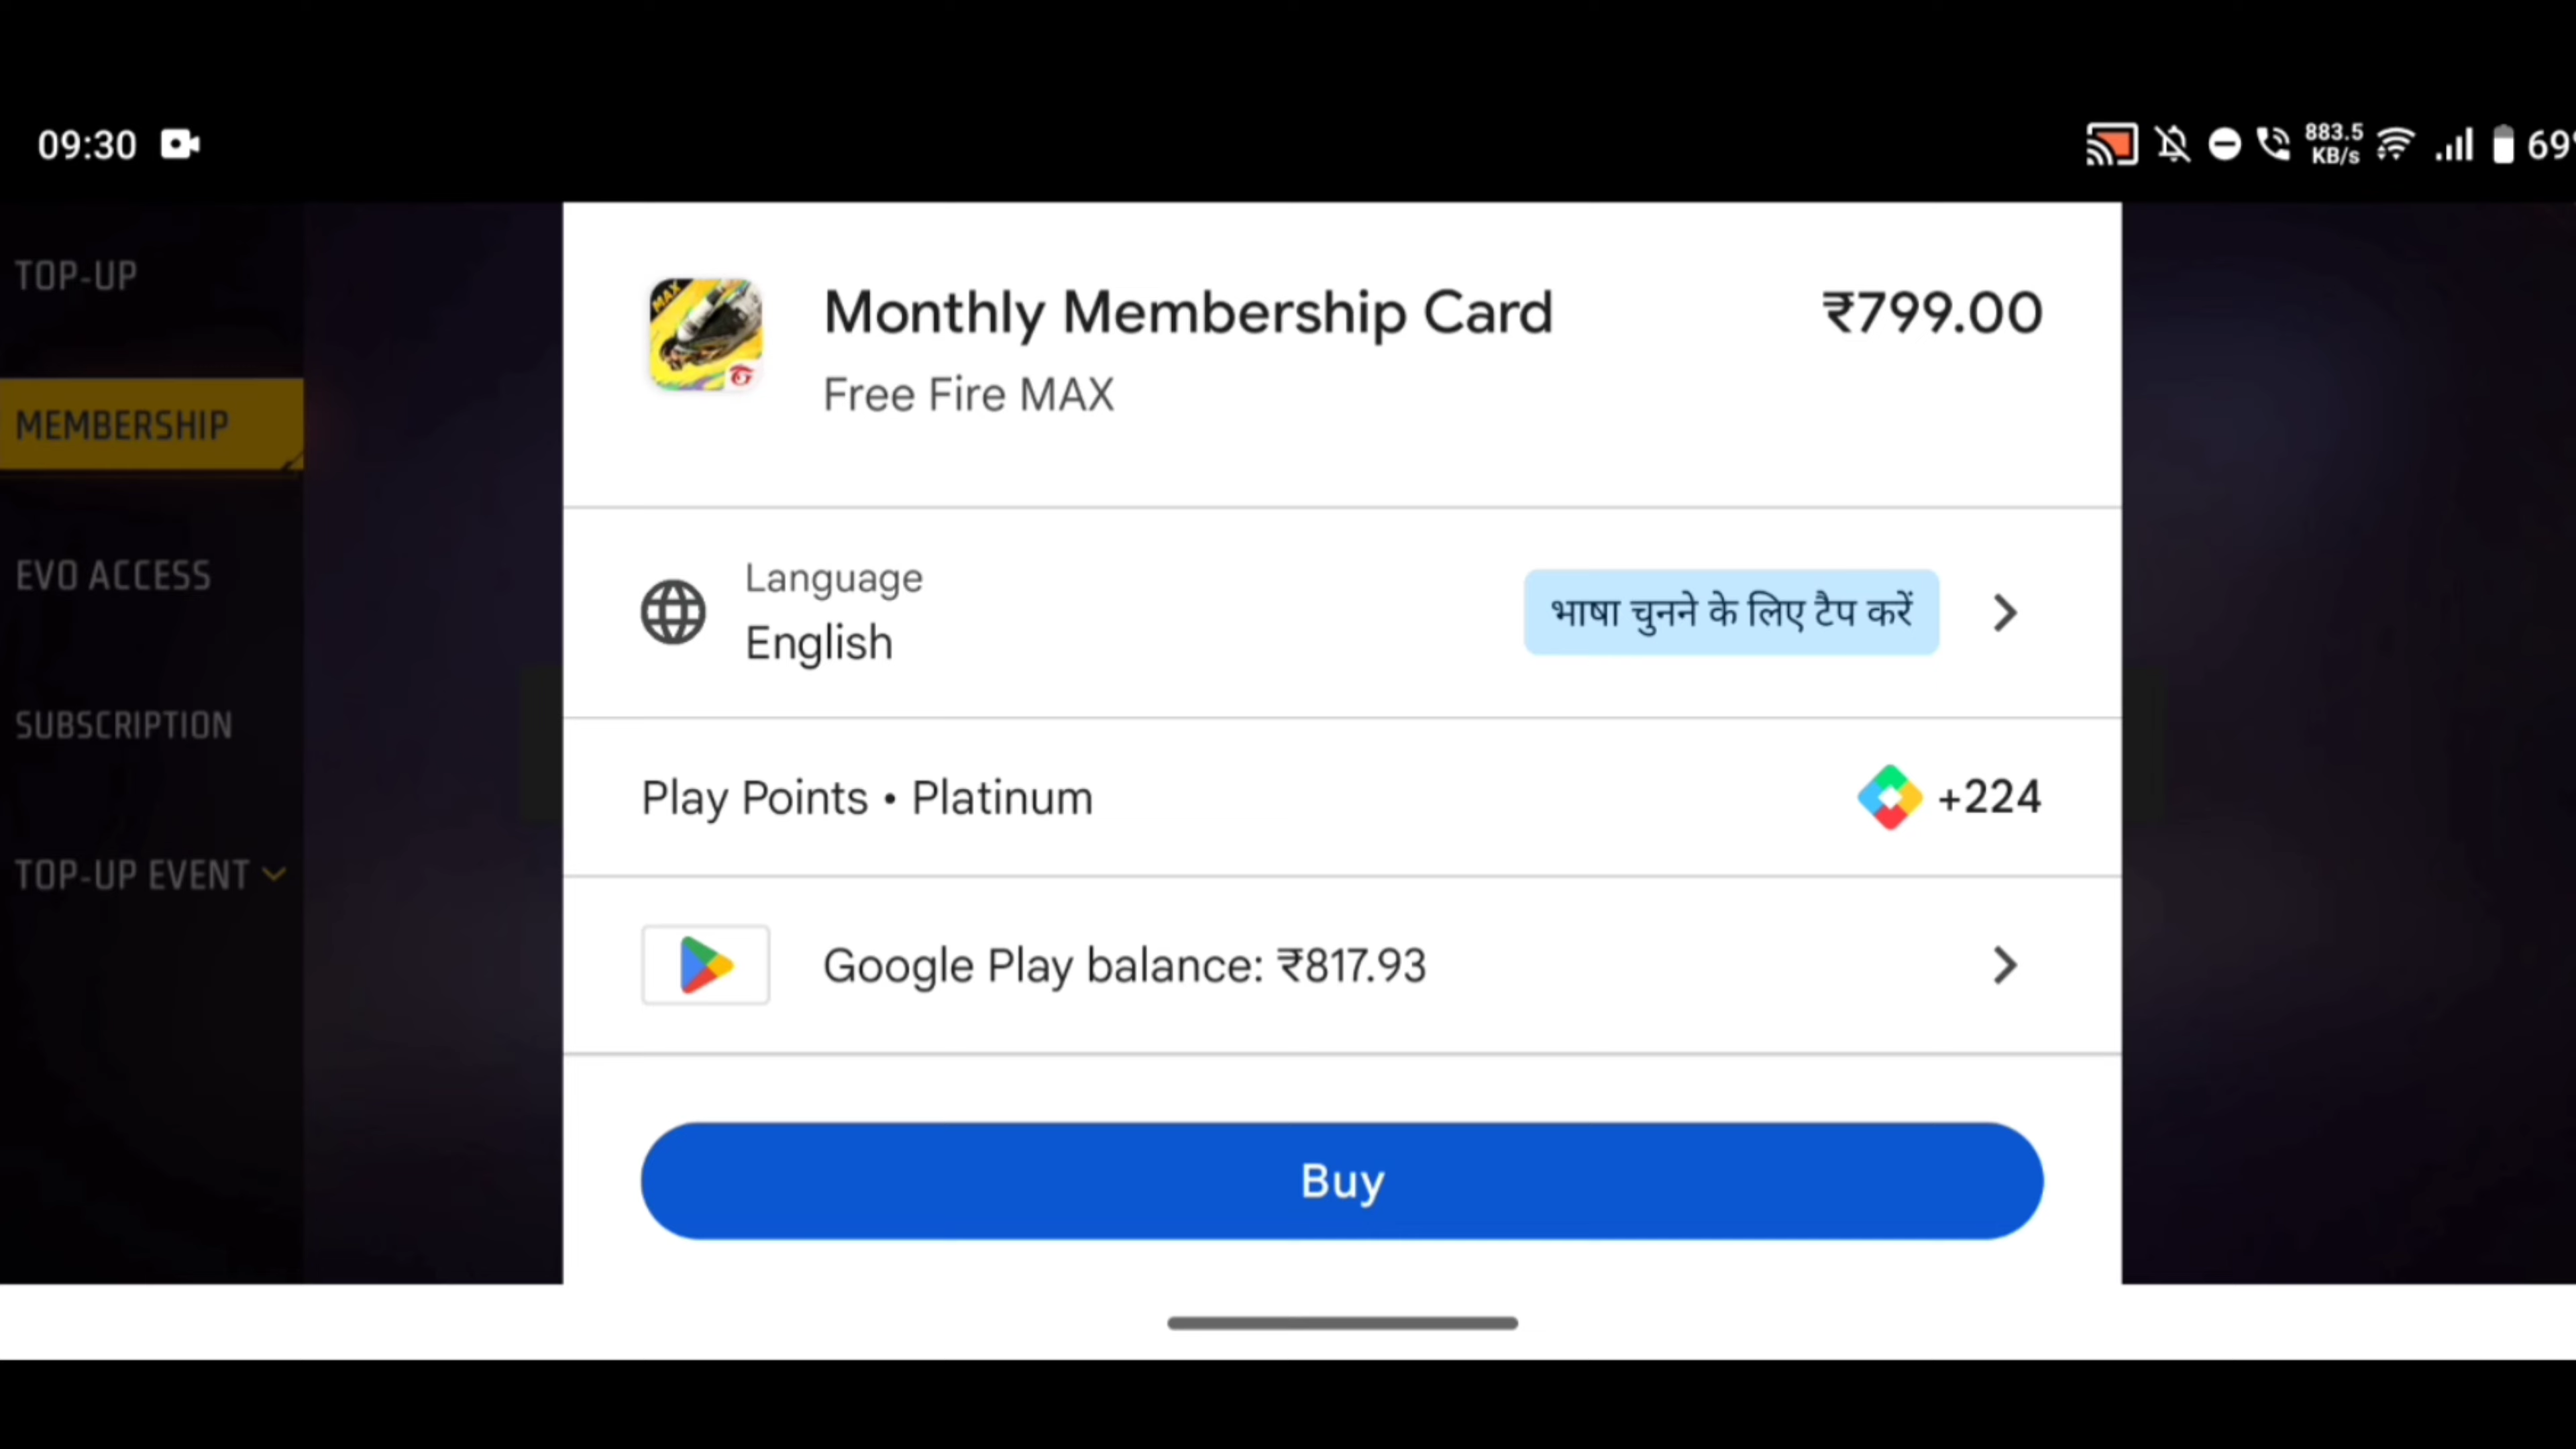 09:30
883.5
KB/s
69
TOP-UP
MEMBERSHIP
EVO ACCESS
SUBSCRIPTION
TOP-UP EVENT
MAX
Monthly Membership Card
₹799.00
Free Fire MAX
Language
English
भाषा चुनने के लिए टैप करें
Play Points • Platinum
+224
Google Play balance: ₹817.93
Buy